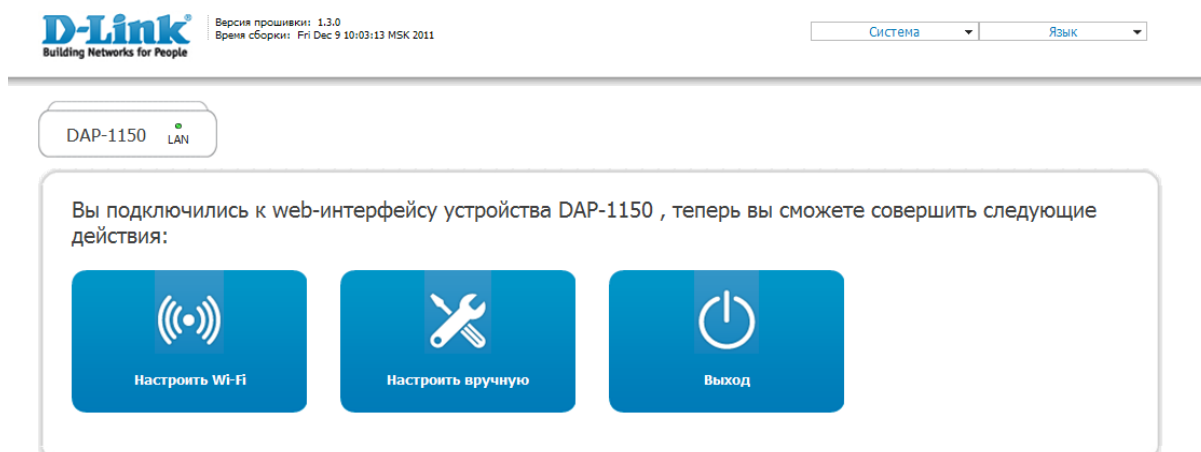 D-Link®
Building Networks for People
Версия прошивки: 1.3.0
Время сборки: Fri Dec 9 10:03:13 MSK 2011
Система
Язык
DAP-1150 LAN
Вы подключились к web-интерфейсу устройства DAP-1150 , теперь вы сможете совершить следующие
действия:
Настроить Wi-Fi
Настроить вручную
Выход